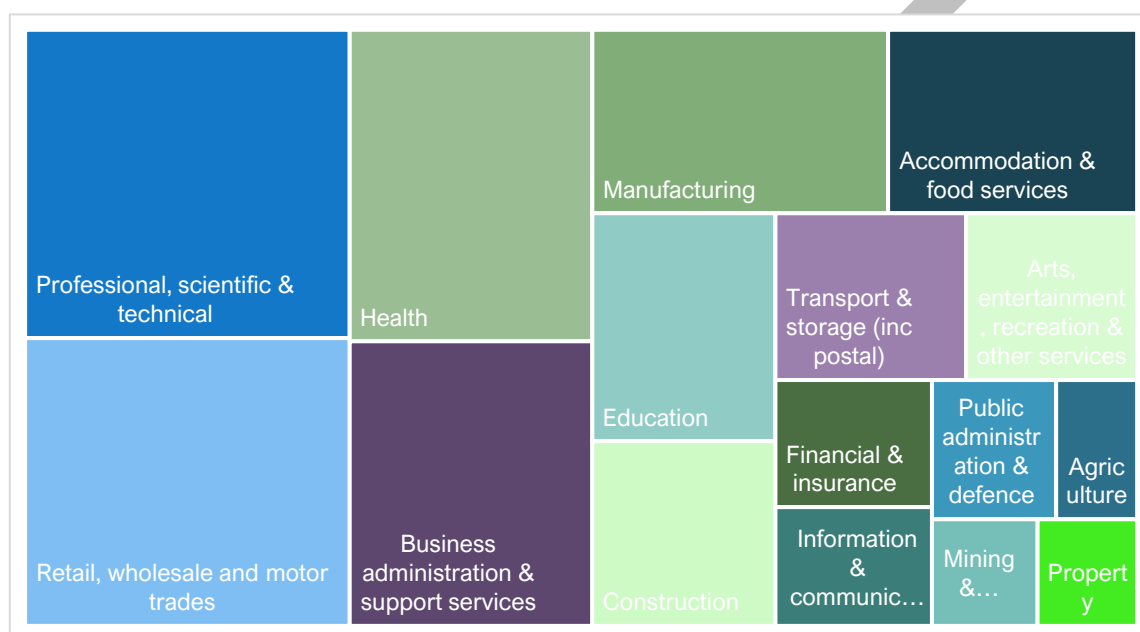 Professional, scientific &
technical
Retail, wholesale and motor
trades
Health
Business
administration &
support services
Manufacturing
Accommodation &
food services
Education
Construction
Transport &
storage (inc
postal)
Arts,
entertainment
, recreation &
other services
Financial &
insurance
Public
administr
ation &
defence
Agric
ulture
Information
&
communic…
Mining
&…
Propert
y